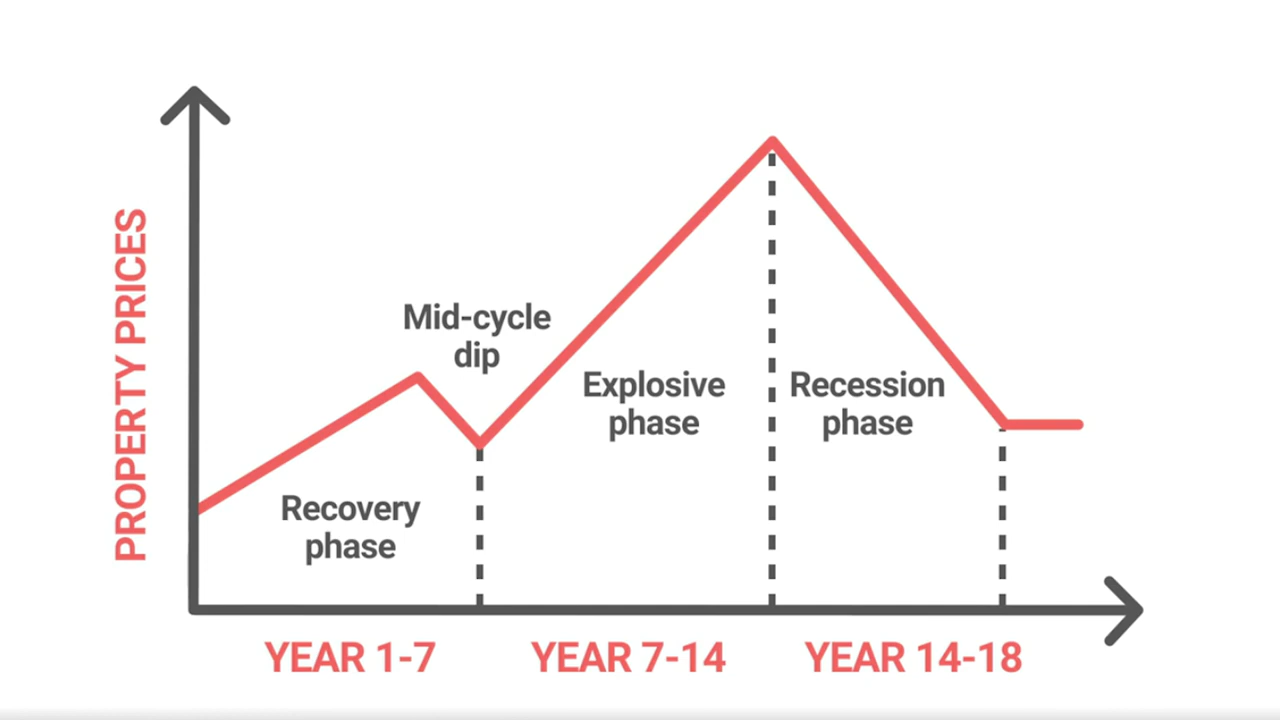 PROPERTY PRICES
Mid-cycle
dip
Explosive
phase
Recession
phase
Recovery
phase
YEAR 1-7
YEAR 7-14
YEAR 14-18